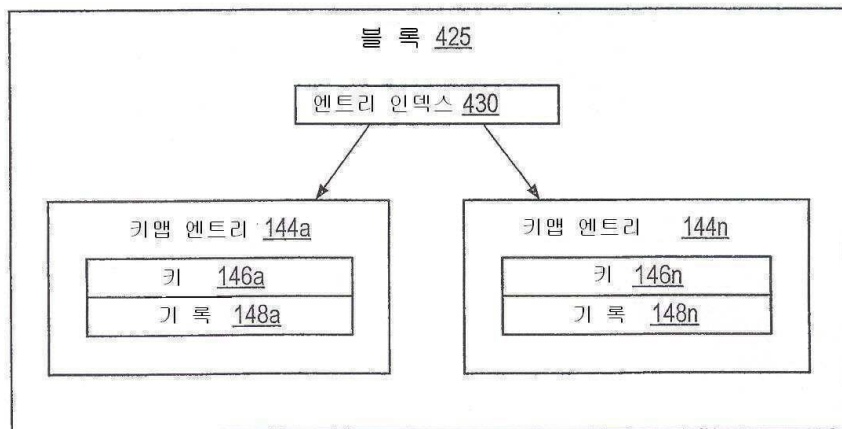 블 록 425
엔트리 인덱스 430
키맵 엔트리 144a
키 146a
기 록 148a
키맵 엔트리 144n
키 146n
기 록 148n